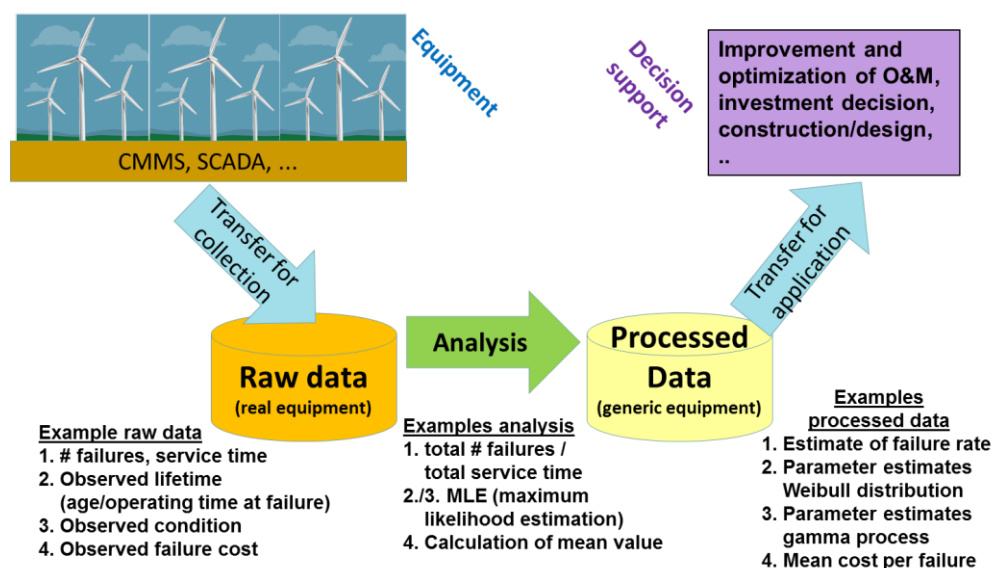 Equipment
Decision
support
Improvement and
optimization of O&M,
investment decision,
construction/design,
..
CMMS, SCADA, ...
Transfer for
collection
Transfer for
application
Raw data
(real equipment)
Analysis
Processed
Data
(generic equipment)
Example raw data
1. # failures, service time
2. Observed lifetime
(age/operating time at failure)
3. Observed condition
4. Observed failure cost
Examples analysis
1. total # failures /
total service time
2./3. MLE (maximum
likelihood estimation)
4. Calculation of mean value
Examples
processed data
1. Estimate of failure rate
2. Parameter estimates
Weibull distribution
3. Parameter estimates
gamma process
4. Mean cost per failure